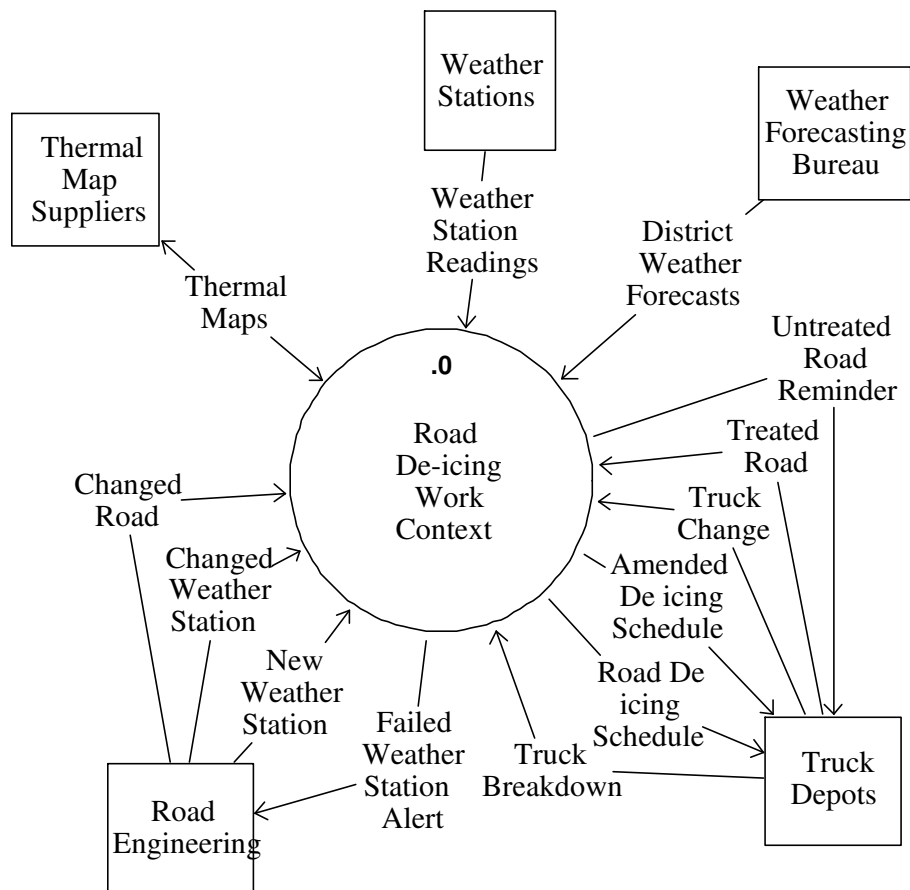 Weather
Stations
Weather
Forecasting
Bureau
Thermal
Map
Suppliers
Weather
Station
Readings
District
Weather
Forecasts
Thermal
Maps
Untreated
Road
Reminder
.0
Road
De-icing
Work
Context
Treated
Road
Changed
Road
Truck
Change
Changed
Weather
Station
Amended
De icing
Schedule
New
Weather
Station
Road De
icing
Schedule
Failed
Weather
Station
Alert
Truck
Breakdown
Road
Engineering
Truck
Depots